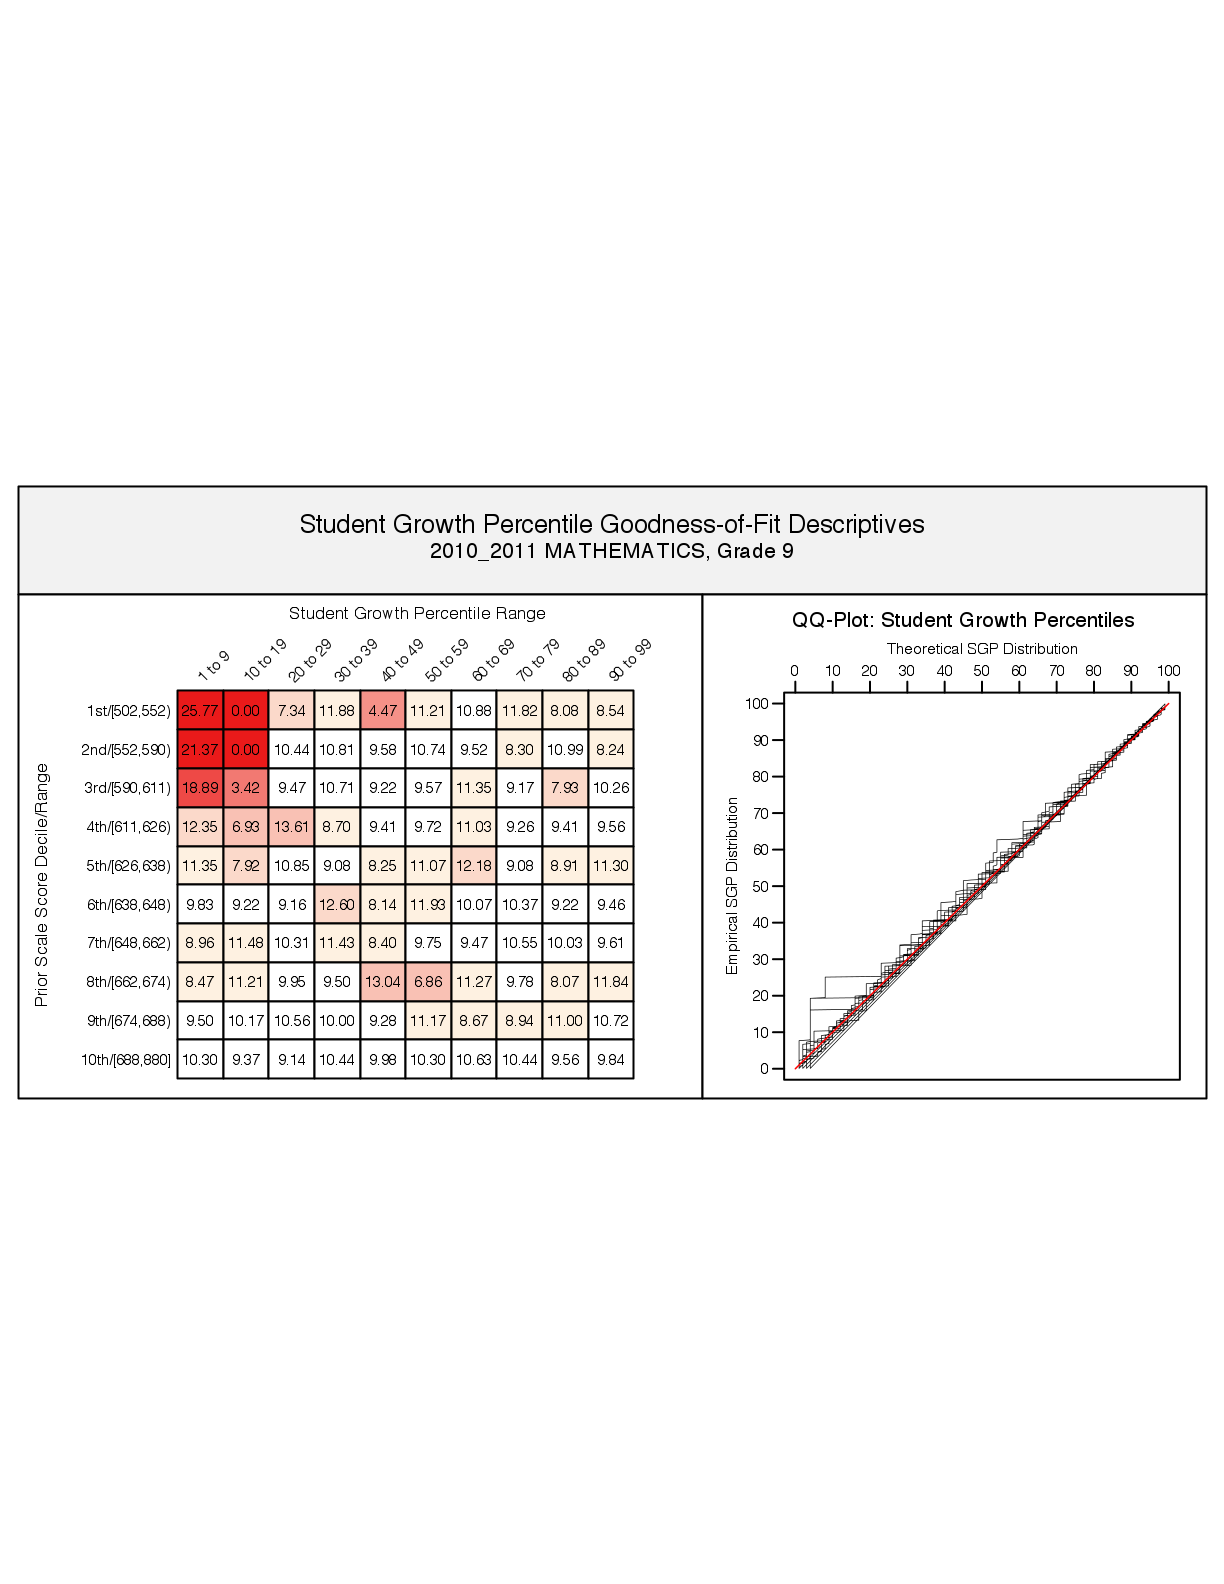 Student Growth Percentile Goodness-of-Fit Descriptives
2010_2011 MATHEMATICS, Grade 9
Student Growth Percentile Range
1 to 9 10 to 19 20 to 29 30 to 39 40 to 49 50 to 59 60 to 69 70 to 79 80 to 89 90 to 99
Prior Scale Score Decile/Range
1st/[502,552) 25.77 0.00 7.34 11.88 4.47 11.21 10.88 11.82 8.08 8.54
2nd/[552,590) 21.37 0.00 10.44 10.81 9.58 10.74 9.52 8.30 10.99 8.24
3rd/[590,611) 18.89 3.42 9.47 10.71 9.22 9.57 11.35 9.17 7.93 10.26
4th/[611,626) 12.35 6.93 13.61 8.70 9.41 9.72 11.03 9.26 9.41 9.56
5th/[626,638) 11.35 7.92 10.85 9.08 8.25 11.07 12.18 9.08 8.91 11.30
6th/[638,648) 9.83 9.22 9.16 12.60 8.14 11.93 10.07 10.37 9.22 9.46
7th/[648,662) 8.96 11.48 10.31 11.43 8.40 9.75 9.47 10.55 10.03 9.61
8th/[662,674) 8.47 11.21 9.95 9.50 13.04 6.86 11.27 9.78 8.07 11.84
9th/[674,688) 9.50 10.17 10.56 10.00 9.28 11.17 8.67 8.94 11.00 10.72
10th/[688,880] 10.30 9.37 9.14 10.44 9.98 10.30 10.63 10.44 9.56 9.84
QQ-Plot: Student Growth Percentiles
Theoretical SGP Distribution
0 10 20 30 40 50 60 70 80 90 100
Empirical SGP Distribution
100
90
80
70
60
50
40
30
20
10
0